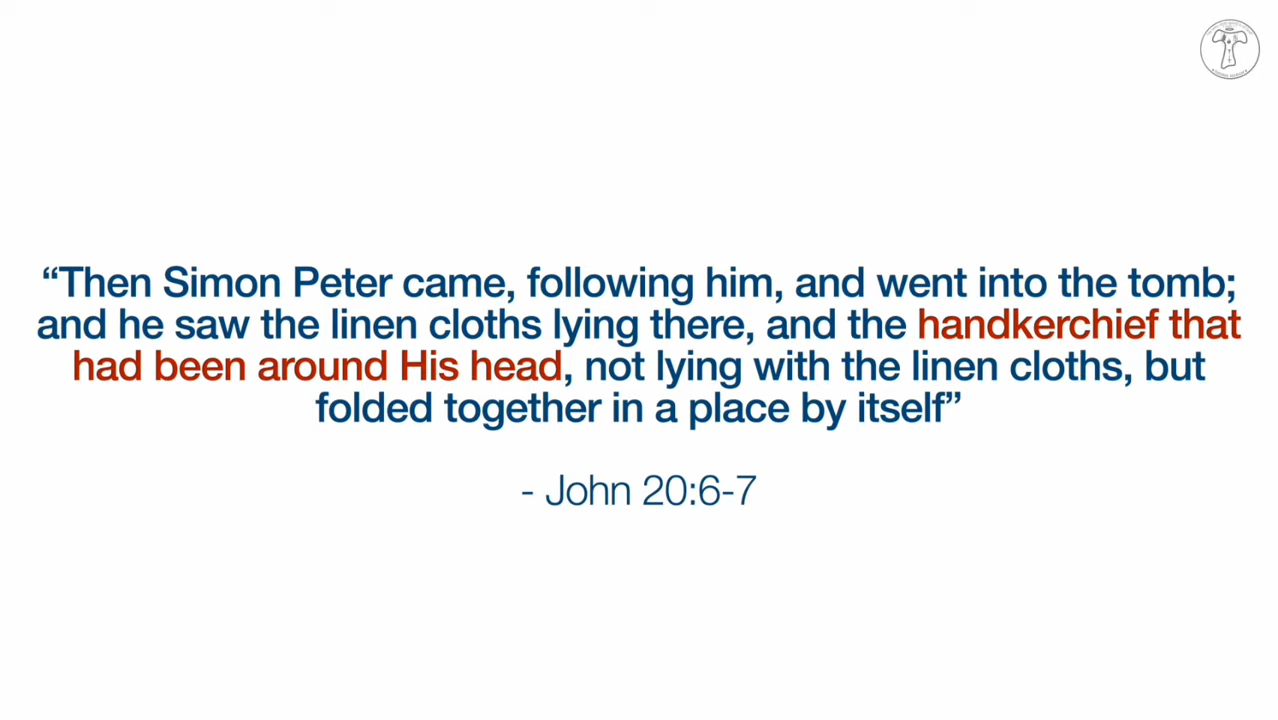 “Then Simon Peter came, following him, and went into the tomb;
and he saw the linen cloths lying there, and the handkerchief that
had been around His head, not lying with the linen cloths, but
folded together in a place by itself”
- John 20:6-7